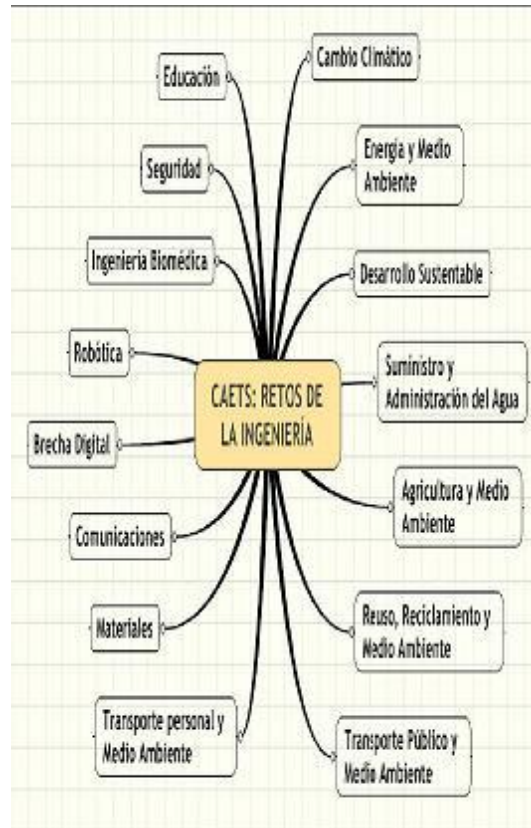 Educación
Cambio Climático
Seguridad
Energía y Medio
Ambiente
Ingeniería Biomédica
Desarrollo Sustentable
Robótica
CAETS: RETOS DE
LA INGENIERÍA
Suministro y
Administración del Agua
Brecha Digital
Agricultura y Medio
Ambiente
Comunicaciones
Materiales
Reuso, Reciclamiento y
Medio Ambiente
Transporte personal y
Medio Ambiente
Transporte Público y
Medio Ambiente